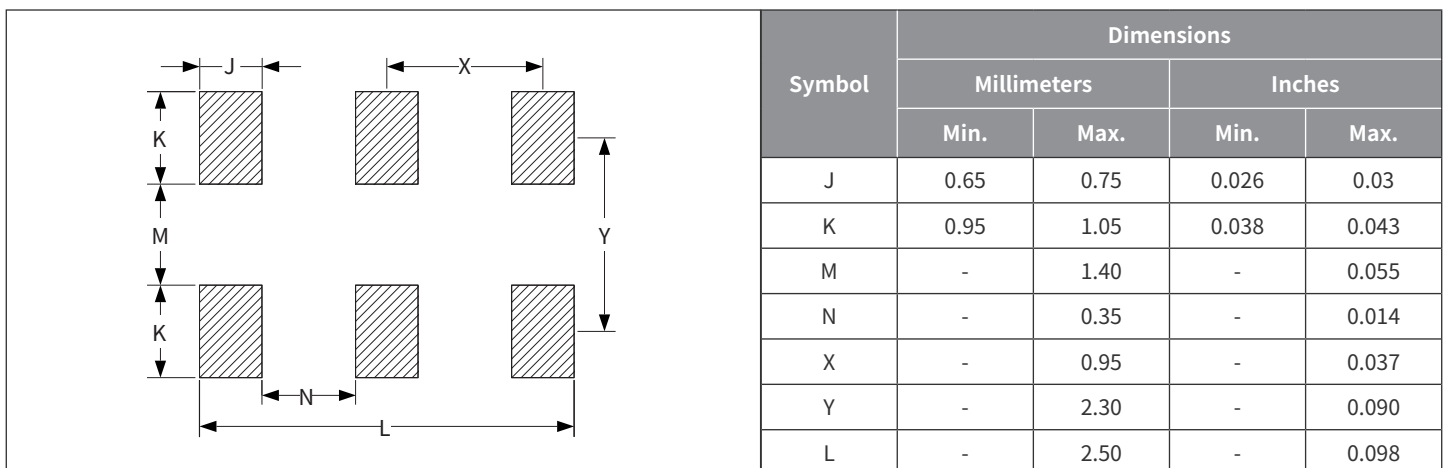 J
X
K
M
Y
K
N
L
Symbol Dimensions
Millimeters Inches
Min. Max. Min. Max.
J 0.65 0.75 0.026 0.03
K 0.95 1.05 0.038 0.043
M - 1.40 - 0.055
N - 0.35 - 0.014
X - 0.95 - 0.037
Y - 2.30 - 0.090
L - 2.50 - 0.098